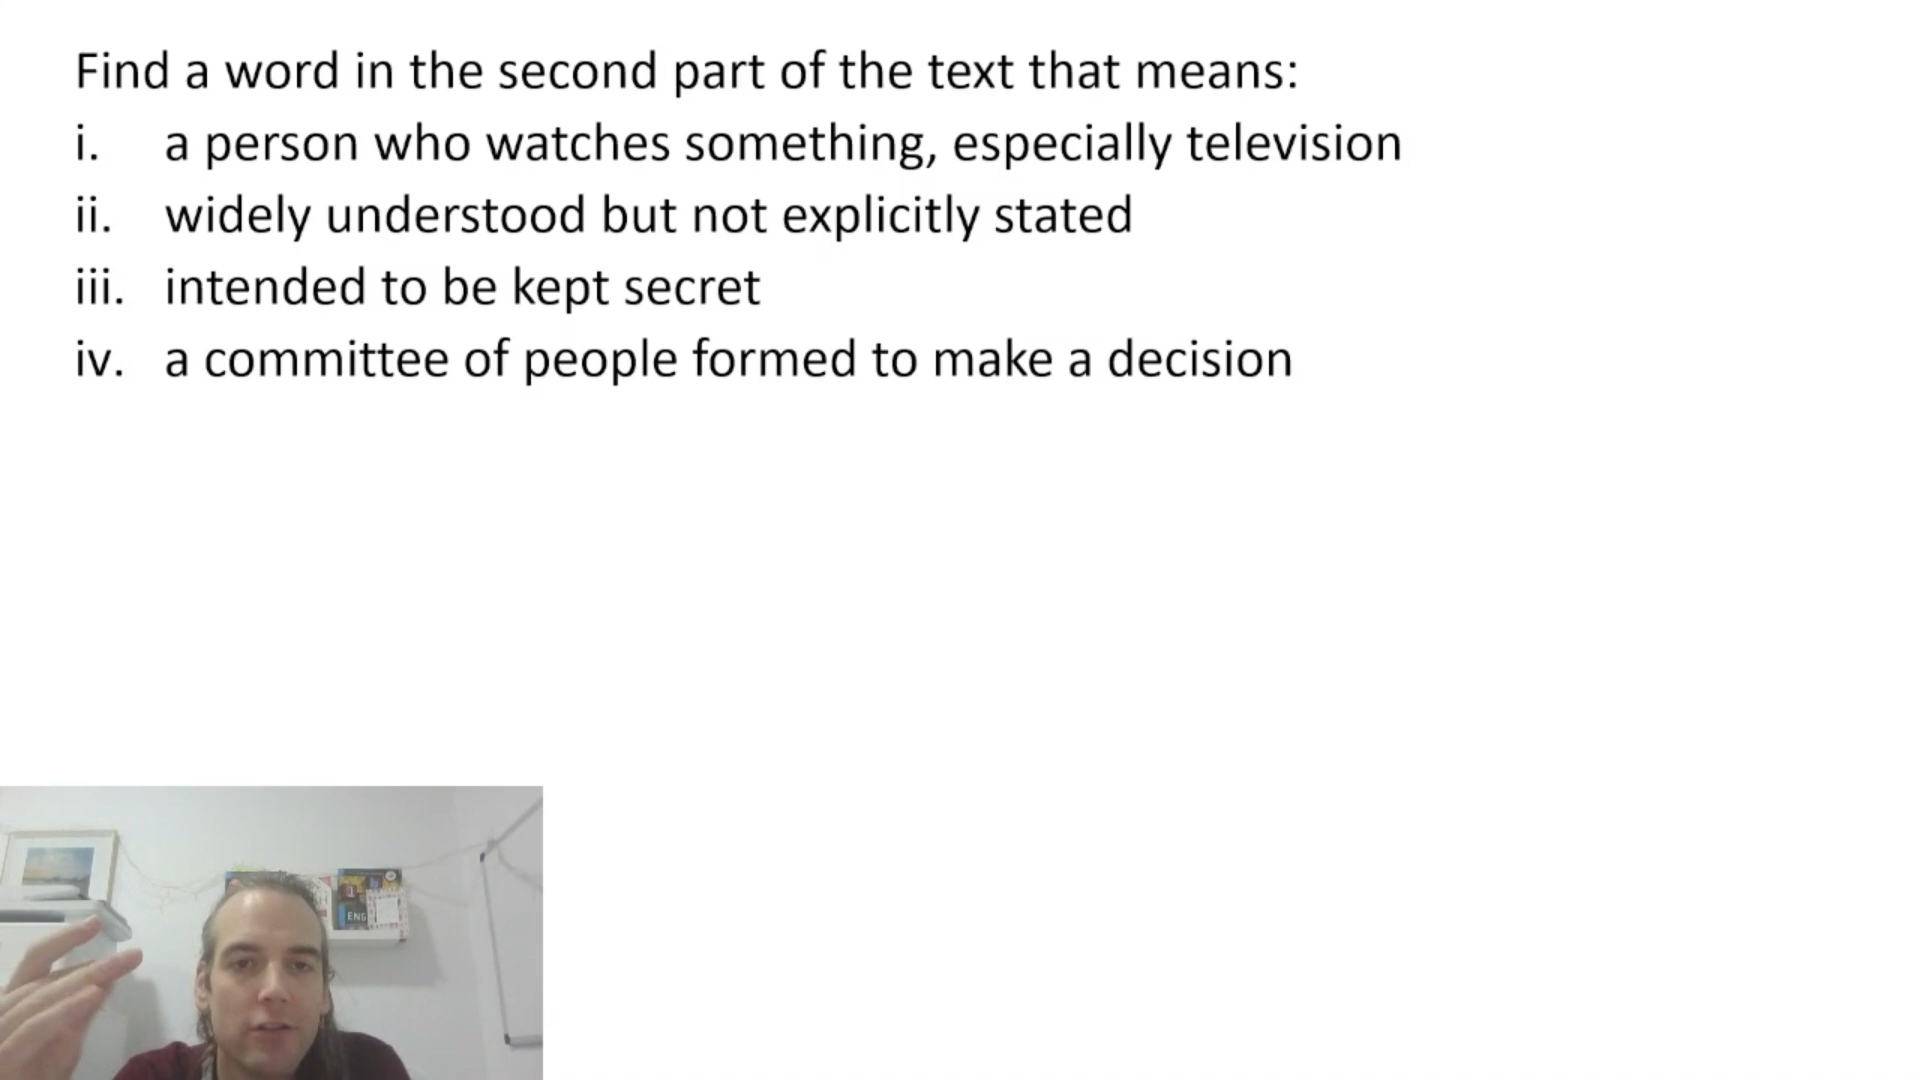 Find a word in the second part of the text that means:
i. a person who watches something, especially television
ii. widely understood but not explicitly stated
iii. intended to be kept secret
iv. a committee of people formed to make a decision
ENG